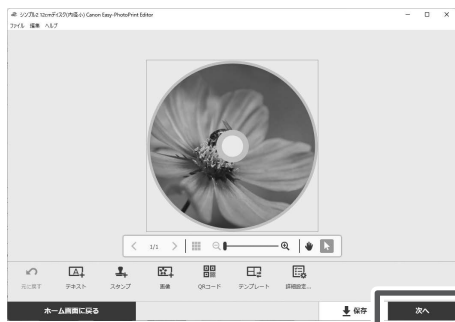 シンプル2 12cmディスク(内径小) Canon Easy-PhotoPrint Editor
ファイル 編集 ヘルプ
1/1
元に戻す テキスト スタンプ 画像 QRコード テンプレート 詳細設定...
ホーム画面に戻る 保存 次へ